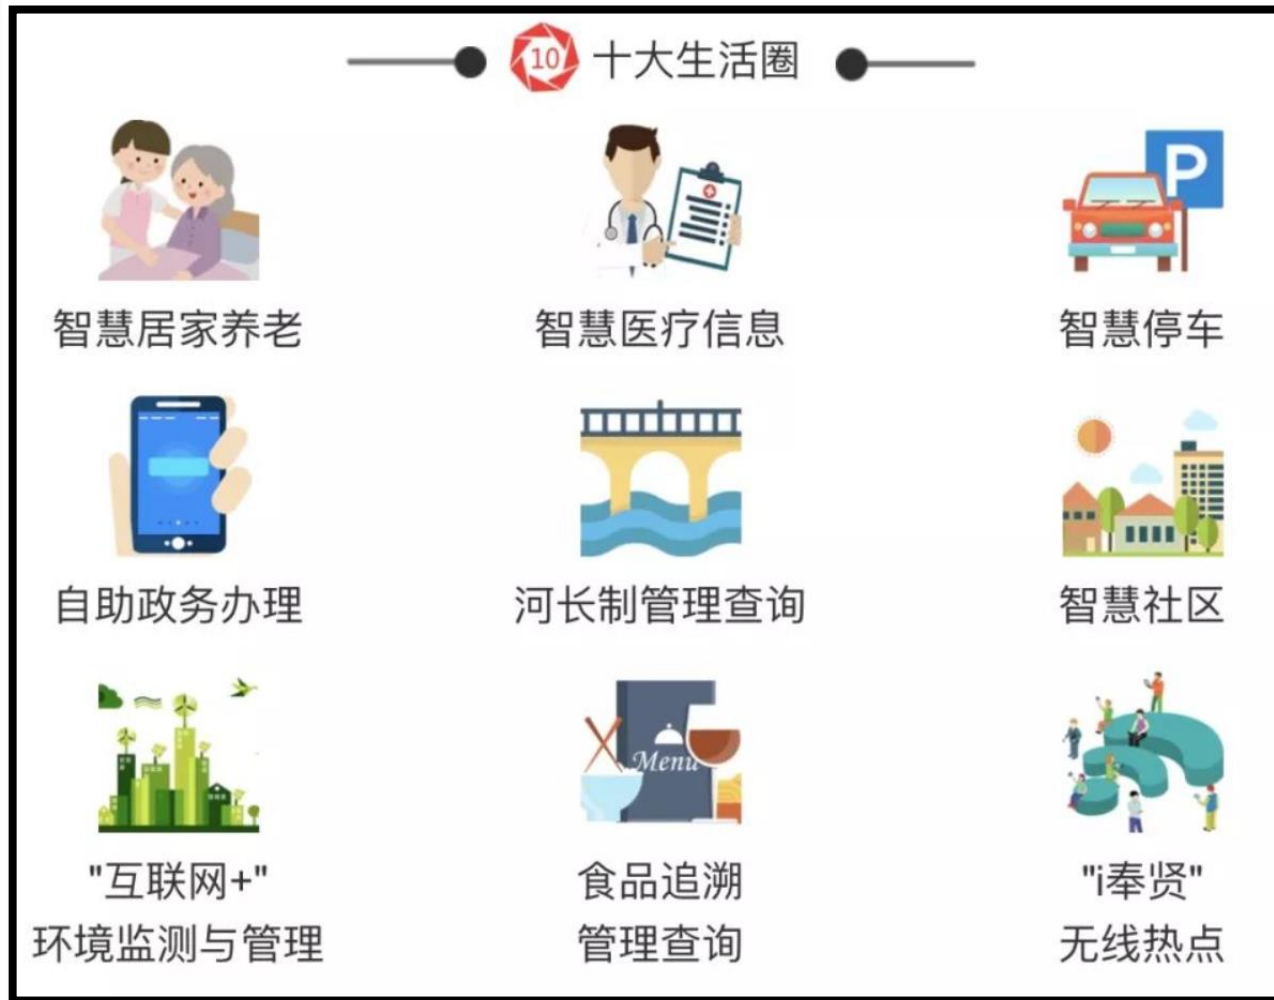 10 十大生活圈
P
智慧居家养老
智慧医疗信息
智慧停车
自助政务办理
河长制管理查询
智慧社区
Menu
"互联网+"
环境监测与管理
食品追溯
管理查询
"i奉贤"
无线热点